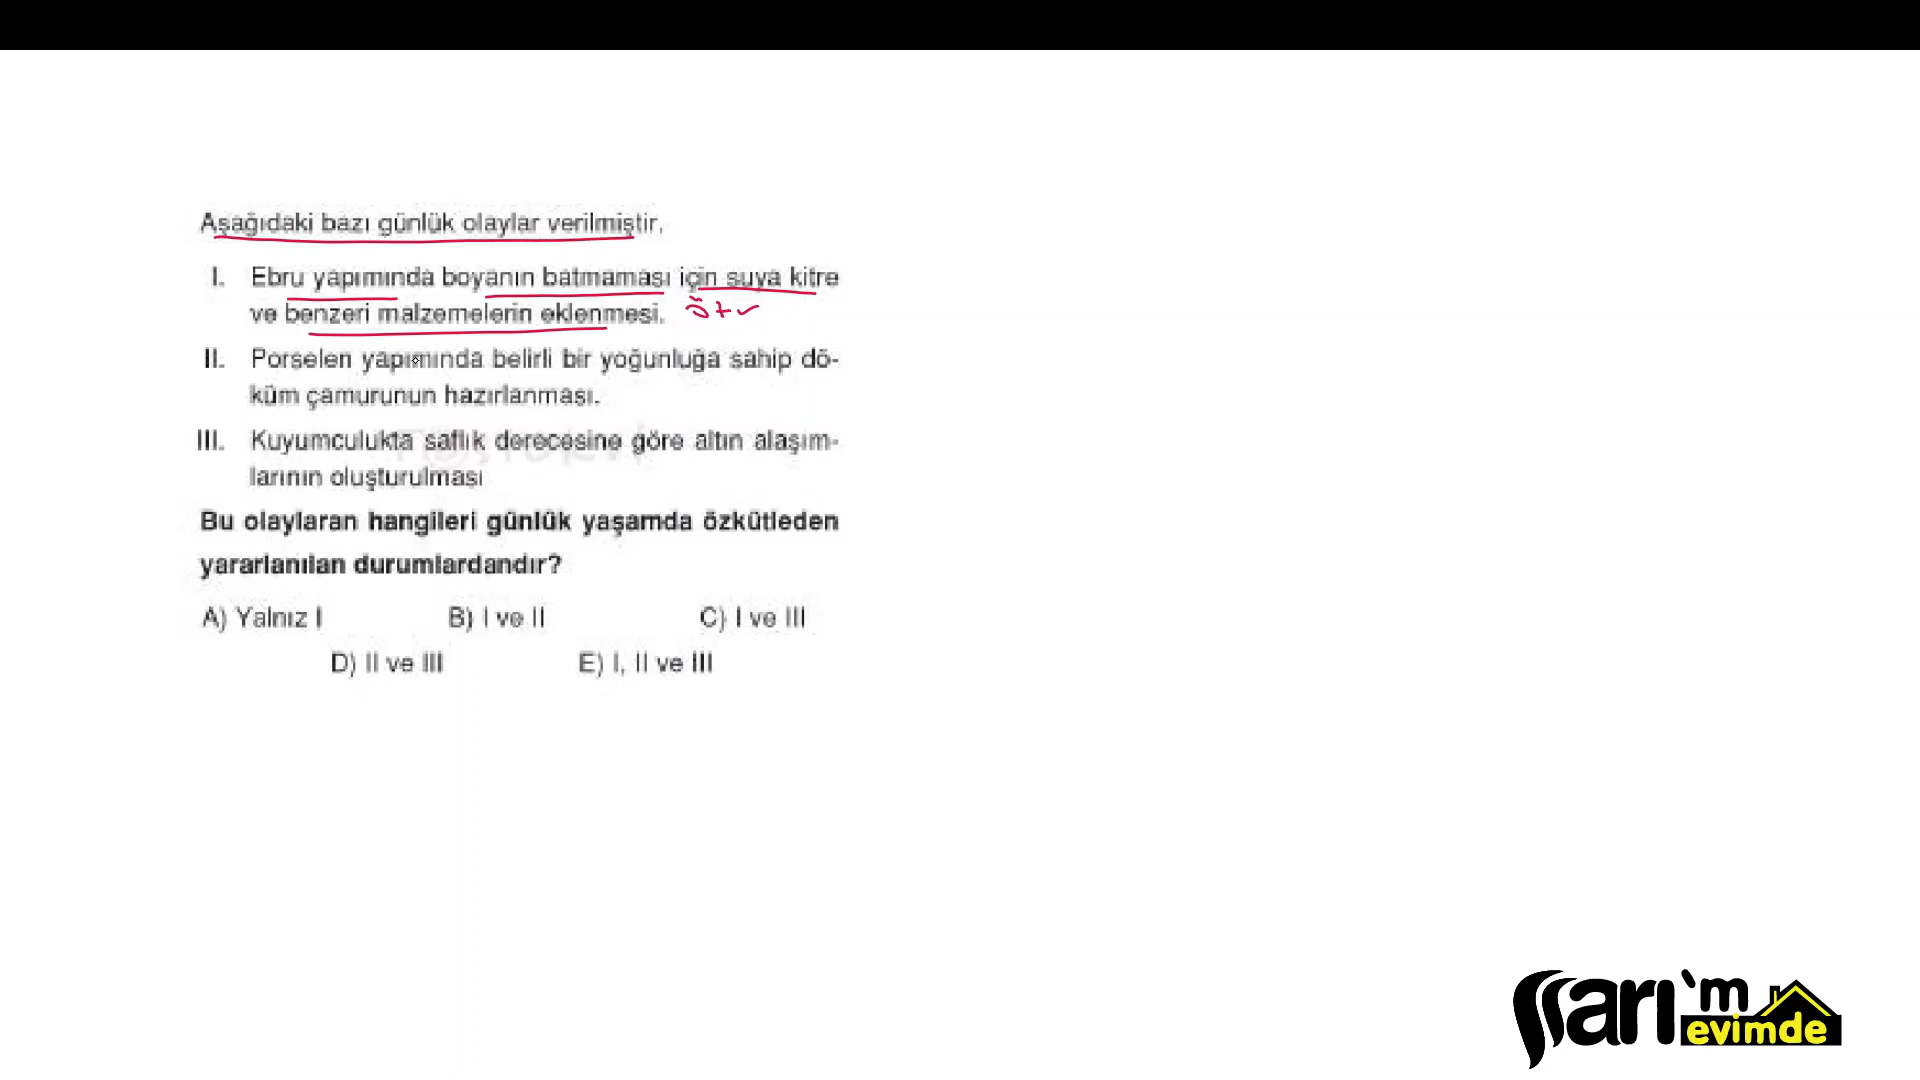 Aşağıdaki bazı günlük olaylar verilmiştir.
I. Ebru yapımında boyanın batmaması için suya kitre
ve benzeri malzemelerin eklenmesi.
II. Porselen yapımında belirli bir yoğunluğa sahip dö-
küm çamurunun hazırlanması.
III. Kuyumculukta saflık derecesine göre altın alaşım-
larının oluşturulması
Bu olaylaran hangileri günlük yaşamda özkütleden
yararlanılan durumlardandır?
A) Yalnız I B) I ve II C) I ve III
D) II ve III E) I, II ve III
sarı'm
evimde